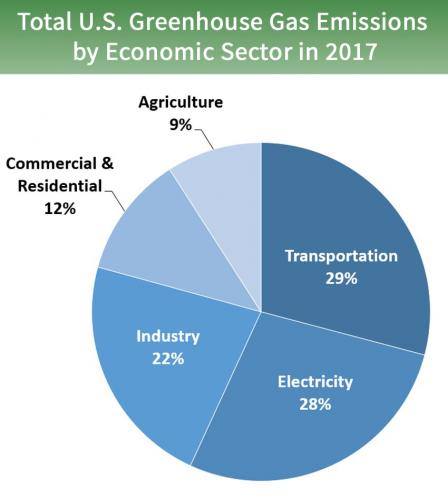 Total U.S. Greenhouse Gas Emissions
by Economic Sector in 2017
Agriculture
9%
Commercial &
Residential
12%
Transportation
29%
Industry
22%
Electricity
28%